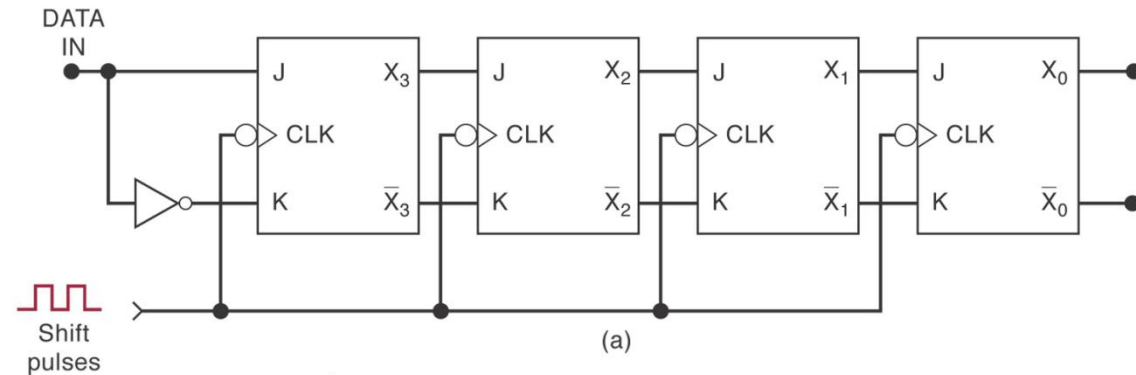 DATA
IN
J X₃ J X₂ J X₁ J X₀
CLK CLK CLK CLK
K X̅₃ K X̅₂ K X̅₁ K X̅₀
Shift
pulses
(a)